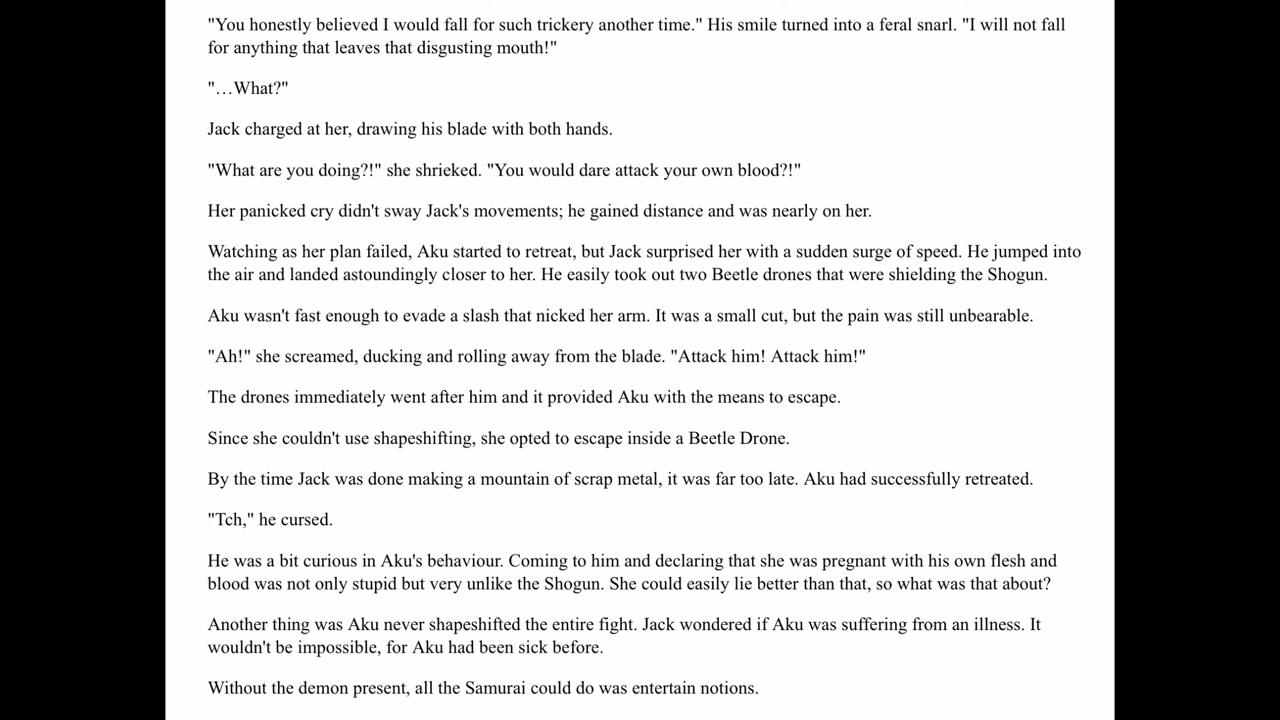 "You honestly believed I would fall for such trickery another time." His smile turned into a feral snarl. "I will not fall
for anything that leaves that disgusting mouth!"
"…What?"
Jack charged at her, drawing his blade with both hands.
"What are you doing?!" she shrieked. "You would dare attack your own blood?!"
Her panicked cry didn't sway Jack's movements; he gained distance and was nearly on her.
Watching as her plan failed, Aku started to retreat, but Jack surprised her with a sudden surge of speed. He jumped into
the air and landed astoundingly closer to her. He easily took out two Beetle drones that were shielding the Shogun.
Aku wasn't fast enough to evade a slash that nicked her arm. It was a small cut, but the pain was still unbearable.
"Ah!" she screamed, ducking and rolling away from the blade. "Attack him! Attack him!"
The drones immediately went after him and it provided Aku with the means to escape.
Since she couldn't use shapeshifting, she opted to escape inside a Beetle Drone.
By the time Jack was done making a mountain of scrap metal, it was far too late. Aku had successfully retreated.
"Tch," he cursed.
He was a bit curious in Aku's behaviour. Coming to him and declaring that she was pregnant with his own flesh and
blood was not only stupid but very unlike the Shogun. She could easily lie better than that, so what was that about?
Another thing was Aku never shapeshifted the entire fight. Jack wondered if Aku was suffering from an illness. It
wouldn't be impossible, for Aku had been sick before.
Without the demon present, all the Samurai could do was entertain notions.